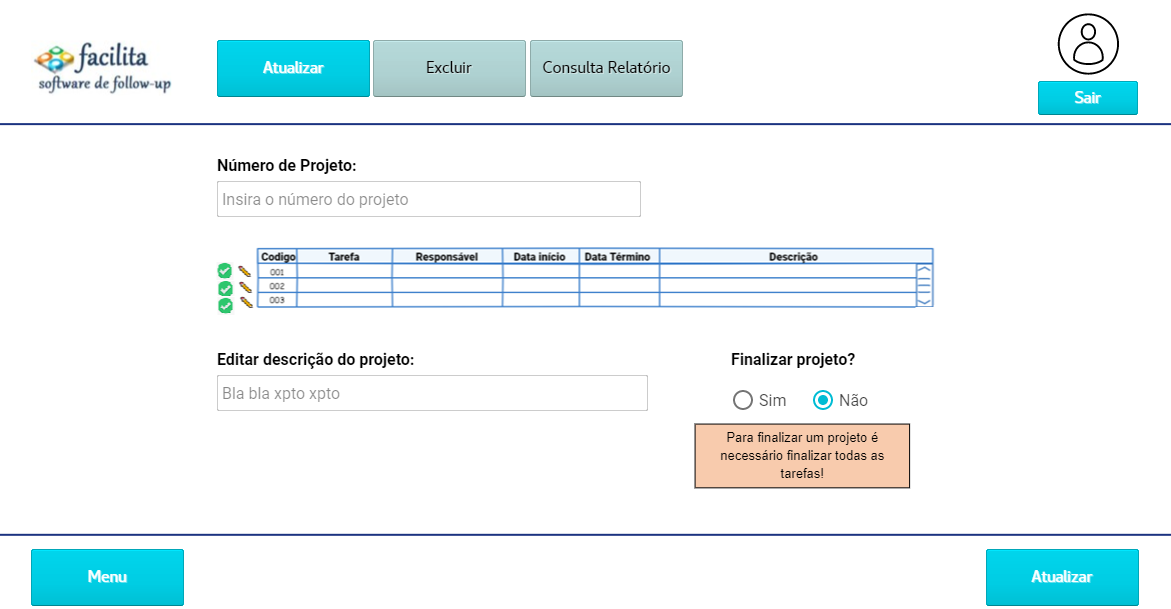 facilita
software de follow-up
Atualizar
Excluir
Consulta Relatório
Sair
Número de Projeto:
Insira o número do projeto
Codigo Tarefa Responsável Data início Data Término Descrição
001
002
003
Editar descrição do projeto:
Bla bla xpto xpto
Finalizar projeto?
Sim Não
Para finalizar um projeto é
necessário finalizar todas as
tarefas!
Menu
Atualizar